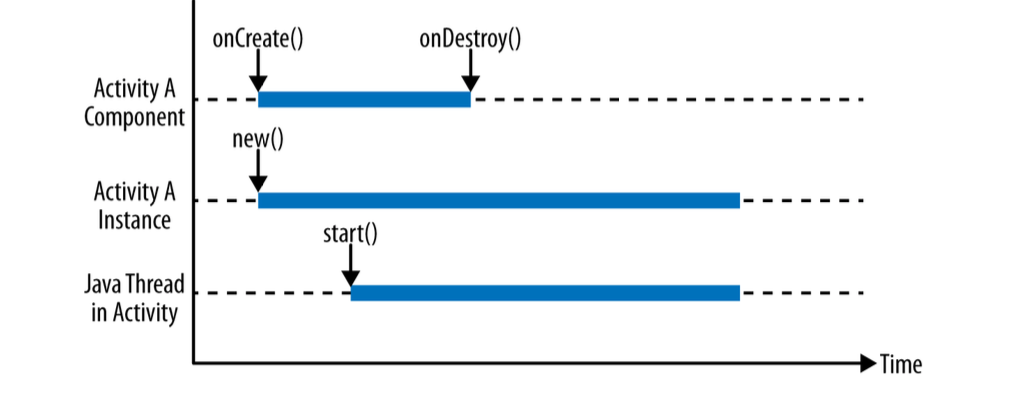 onCreate()
onDestroy()
Activity A
Component
new()
Activity A
Instance
start()
Java Thread
in Activity
Time